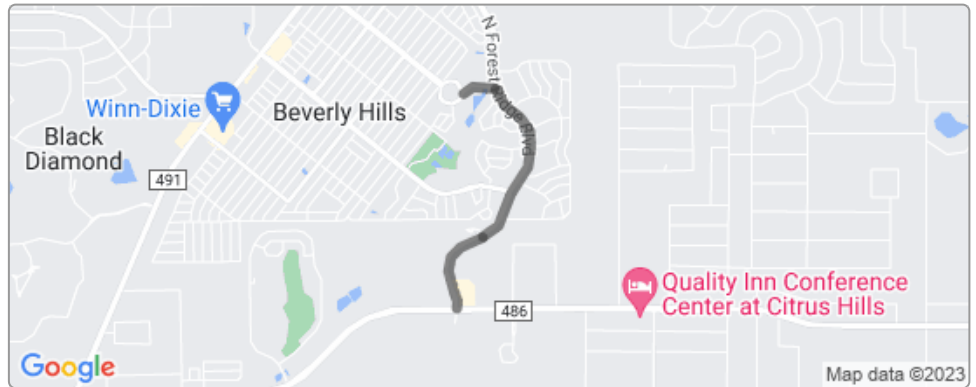 N Forest Ridge Blvd
Winn-Dixie
Beverly Hills
Black
Diamond
491
Quality Inn Conference
Center at Citrus Hills
486
Google
Map data ©2023